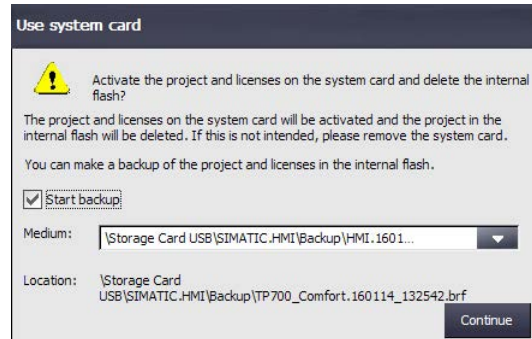 Use system card
Activate the project and licenses on the system card and delete the internal
flash?
The project and licenses on the system card will be activated and the project in the
internal flash will be deleted. If this is not intended, please remove the system card.
You can make a backup of the project and licenses in the internal flash.
Start backup
Medium: \Storage Card USB\SIMATIC.HMI\Backup\HMI.1601...
Location: \Storage Card
USB\SIMATIC.HMI\Backup\TP700_Comfort.160114_132542.brf
Continue